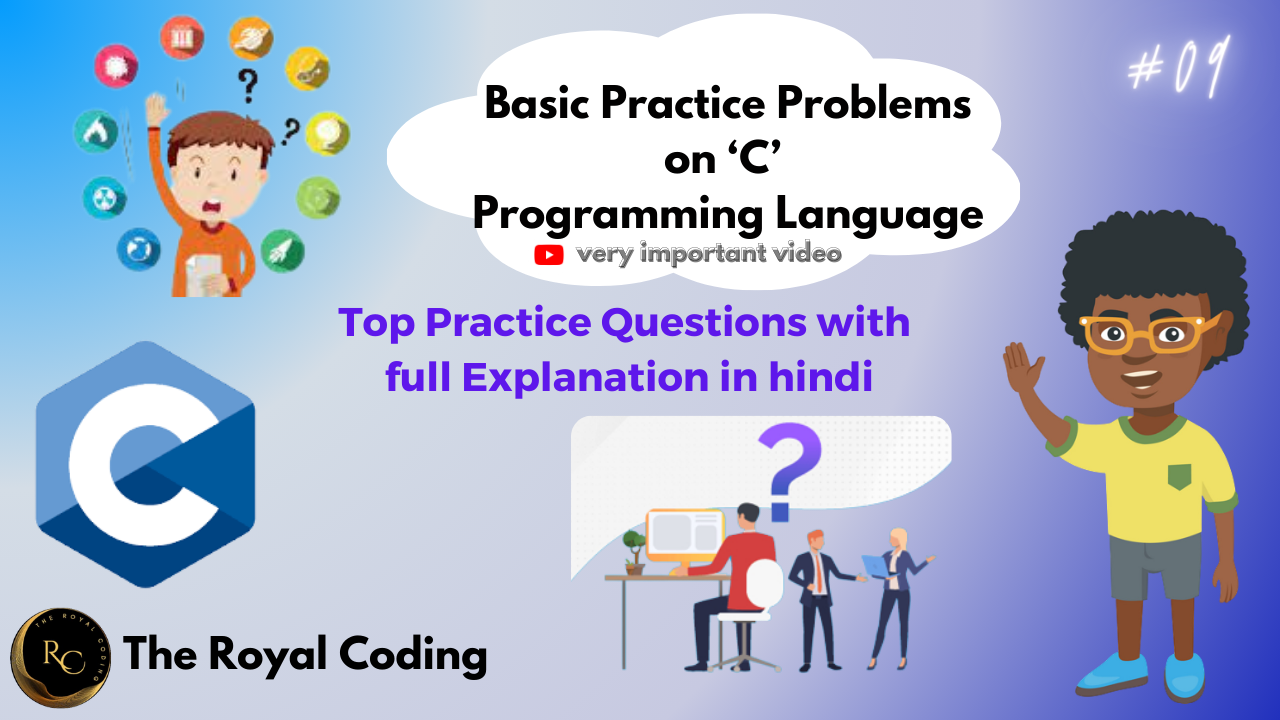 #09
Basic Practice Problems
on ‘C’
Programming Language
very important video
Top Practice Questions with
full Explanation in hindi
C
THE ROYAL CODING
RC
The Royal Coding